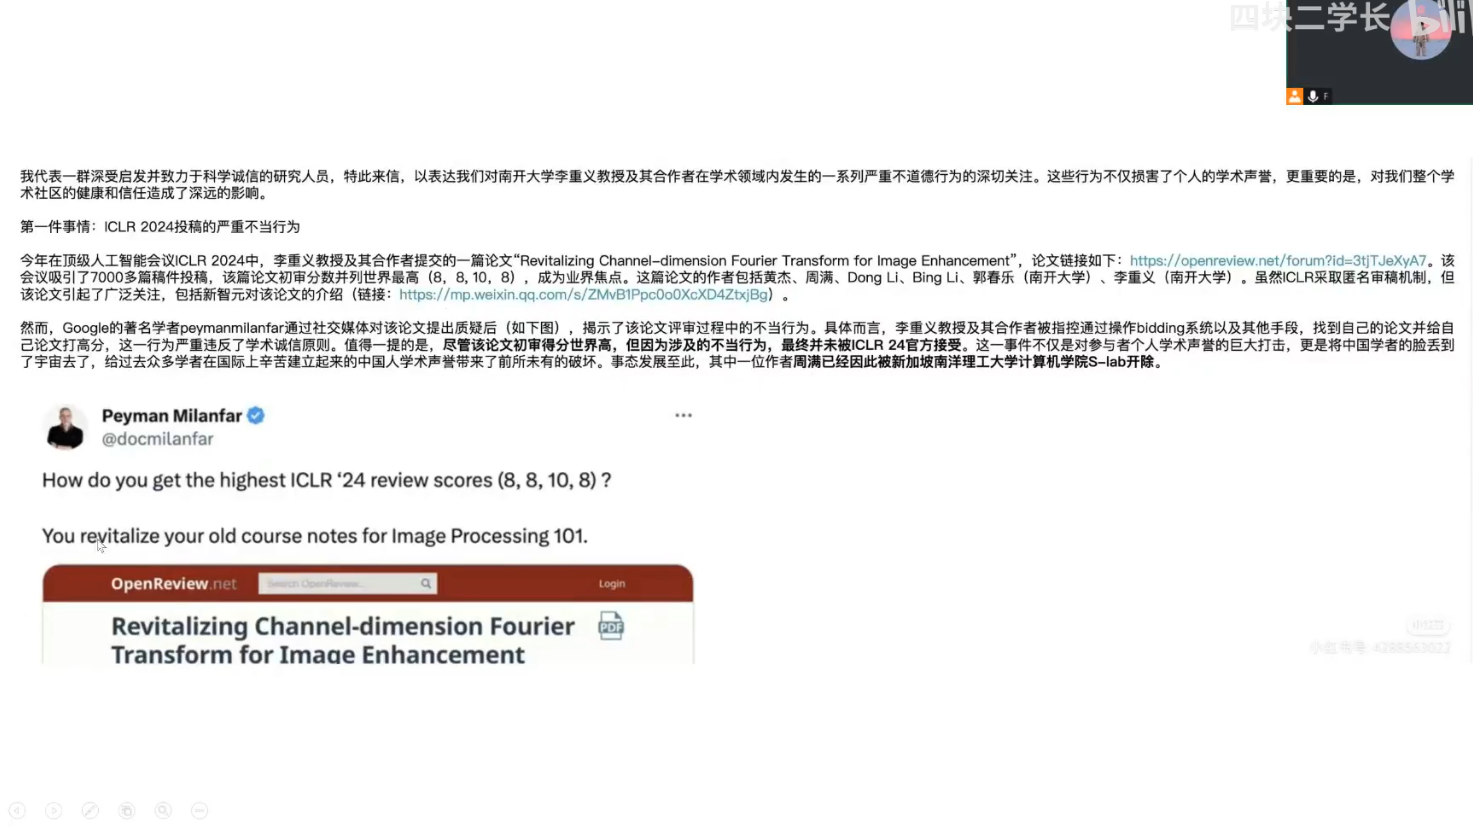 四块二学长 bili
F
我代表一群深受启发并致力于科学诚信的研究人员，特此来信，以表达我们对南开大学李重义教授及其合作者在学术领域内发生的一系列严重不道德行为的深切关注。这些行为不仅损害了个人的学术声誉，更重要的是，对我们整个学
术社区的健康和信任造成了深远的影响。
第一件事情：ICLR 2024投稿的严重不当行为
今年在顶级人工智能会议ICLR 2024中，李重义教授及其合作者提交的一篇论文“Revitalizing Channel-dimension Fourier Transform for Image Enhancement”，论文链接如下：https://openreview.net/forum?id=3tjTJeXyA7。该
会议吸引了7000多篇稿件投稿，该篇论文初审分数并列世界最高（8，8, 10, 8），成为业界焦点。这篇论文的作者包括黄杰、周满、Dong Li、Bing Li、郭春乐（南开大学）、李重义（南开大学）。虽然ICLR采取匿名审稿机制，但
该论文引起了广泛关注，包括新智元对该论文的介绍（链接：https://mp.weixin.qq.com/s/ZMvB1Ppc0o0XcXD4ZtxjBg）。
然而，Google的著名学者peymanmilanfar通过社交媒体对该论文提出质疑后（如下图），揭示了该论文评审过程中的不当行为。具体而言，李重义教授及其合作者被指控通过操作bidding系统以及其他手段，找到自己的论文并给自
己论文打高分，这一行为严重违反了学术诚信原则。值得一提的是，尽管该论文初审得分世界高，但因为涉及的不当行为，最终并未被ICLR 24官方接受。这一事件不仅是对参与者个人学术声誉的巨大打击，更是将中国学者的脸丢到
了宇宙去了，给过去众多学者在国际上辛苦建立起来的中国人学术声誉带来了前所未有的破坏。事态发展至此，其中一位作者周满已经因此被新加坡南洋理工大学计算机学院S-lab开除。
Peyman Milanfar
@docmilanfar
How do you get the highest ICLR ‘24 review scores (8, 8, 10, 8) ?
You revitalize your old course notes for Image Processing 101.
OpenReview.net Search OpenReview... Login
Revitalizing Channel-dimension Fourier
Transform for Image Enhancement
PDF
小红书